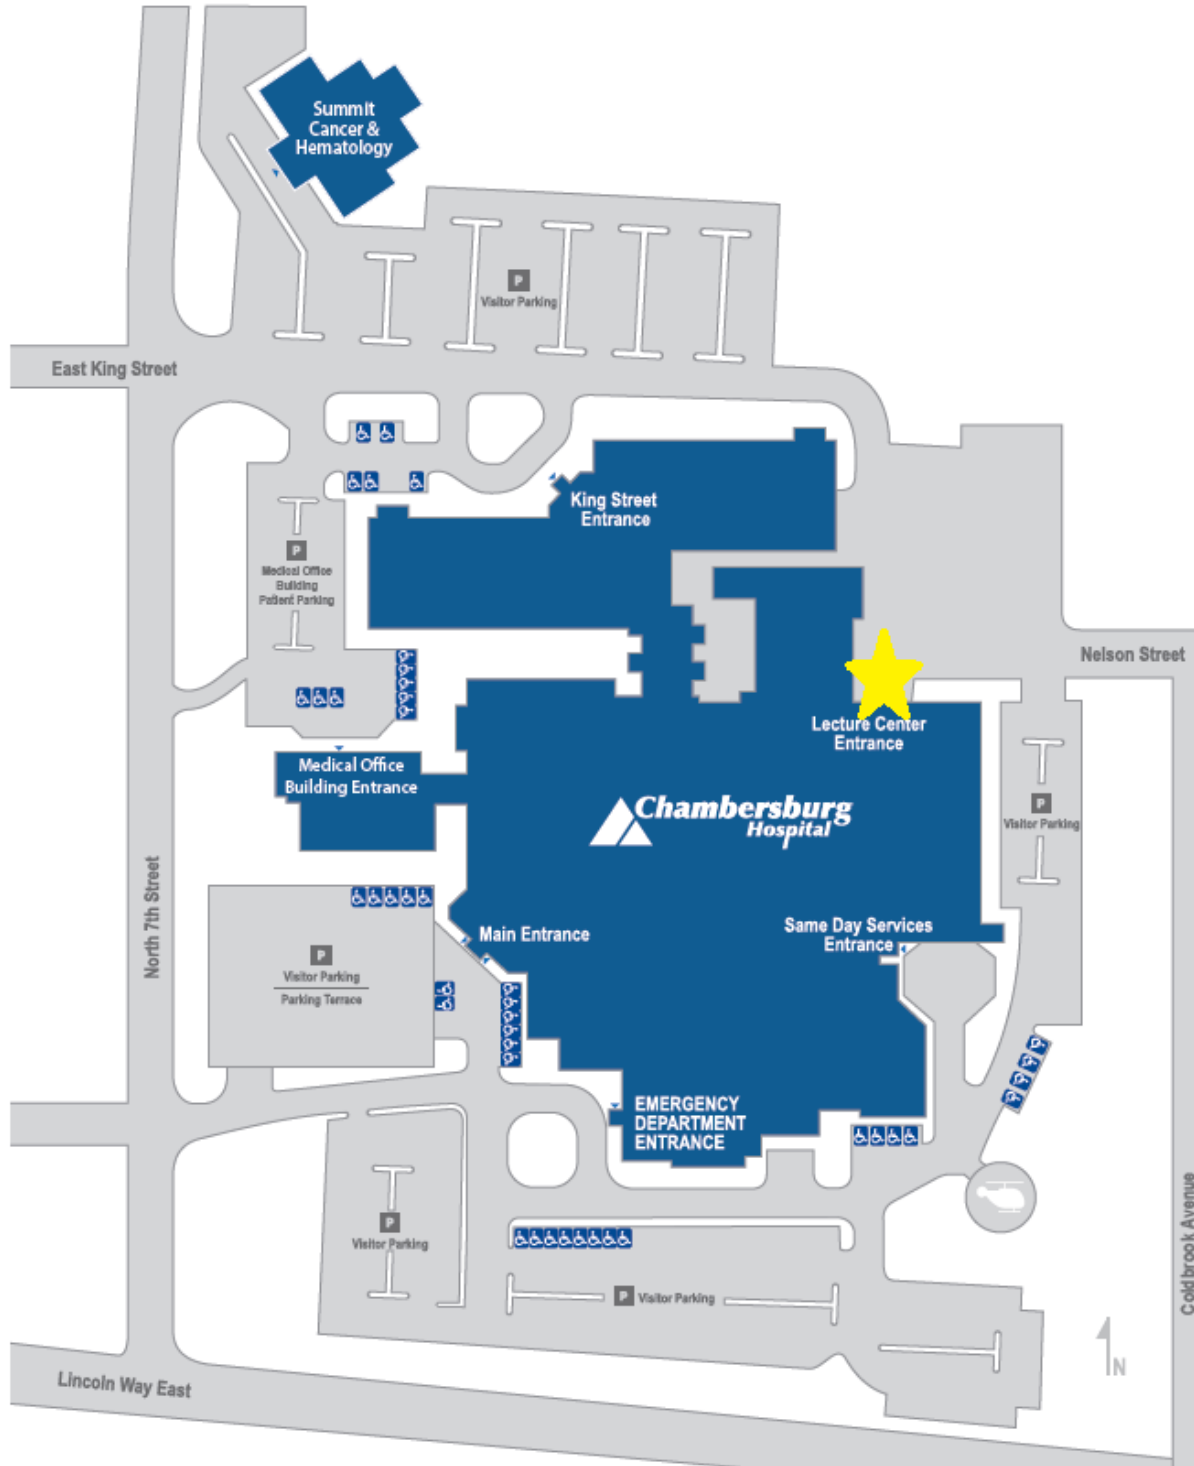 Summit
Cancer &
Hematology
P
Visitor Parking
East King Street
King Street
Entrance
P
Medical Office
Building
Patient Parking
Nelson Street
Lecture Center
Entrance
Medical Office
Building Entrance
Chambersburg
Hospital
P
Visitor Parking
North 7th Street
Main Entrance
Same Day Services
Entrance
P
Visitor Parking
Parking Terrace
EMERGENCY
DEPARTMENT
ENTRANCE
P
Visitor Parking
P Visitor Parking
Coldbrook Avenue
N
Lincoln Way East